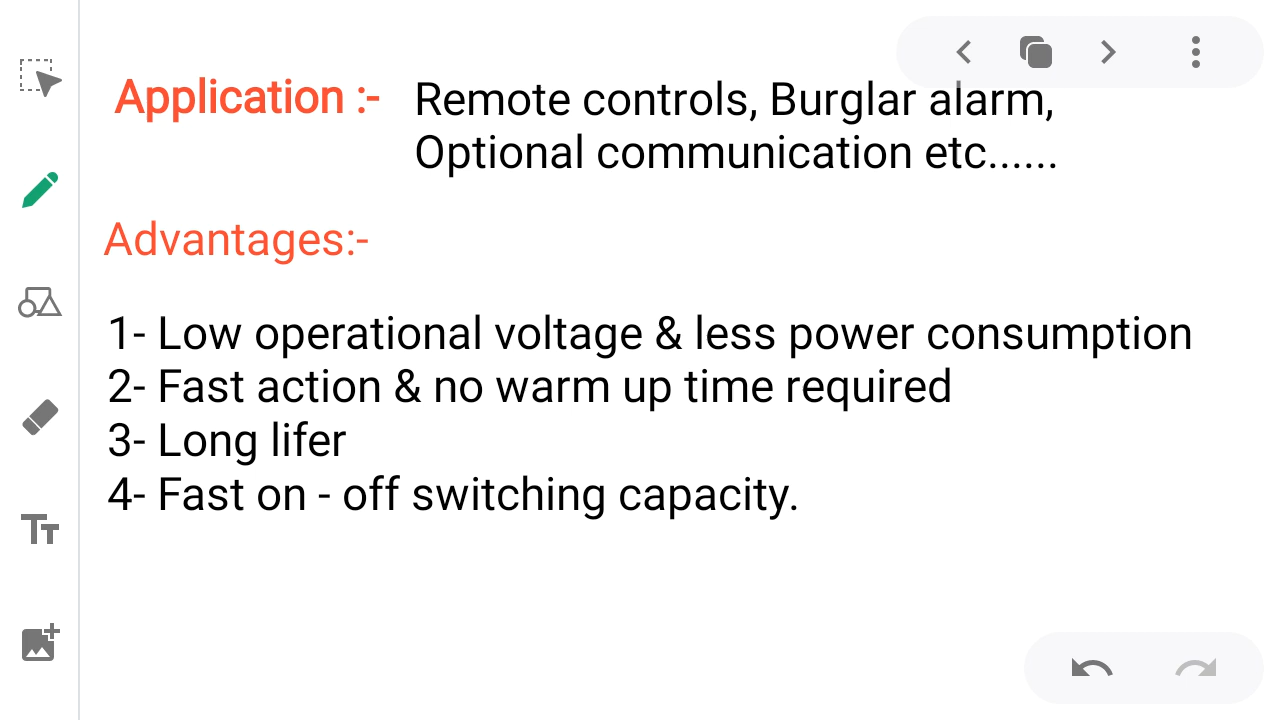 Application :- Remote controls, Burglar alarm,
Optional communication etc......
Advantages:-
1- Low operational voltage & less power consumption
2- Fast action & no warm up time required
3- Long lifer
4- Fast on - off switching capacity.